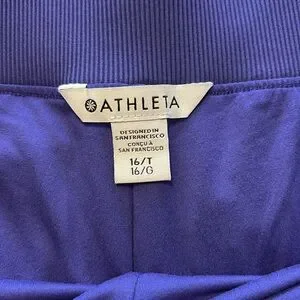 ATHLETA
DESIGNED IN
SAN FRANCISCO
CONÇU À
SAN FRANCISCO
16/T
16/G